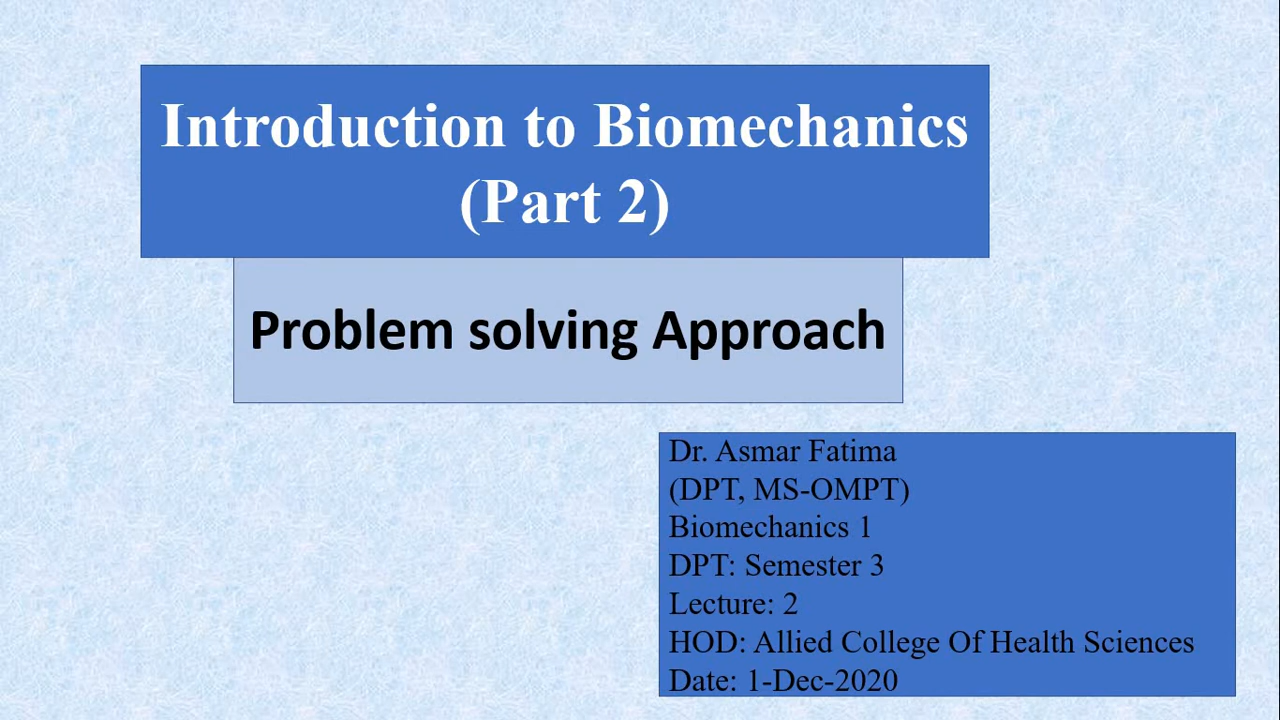 Introduction to Biomechanics
(Part 2)
Problem solving Approach
Dr. Asmar Fatima
(DPT, MS-OMPT)
Biomechanics 1
DPT: Semester 3
Lecture: 2
HOD: Allied College Of Health Sciences
Date: 1-Dec-2020